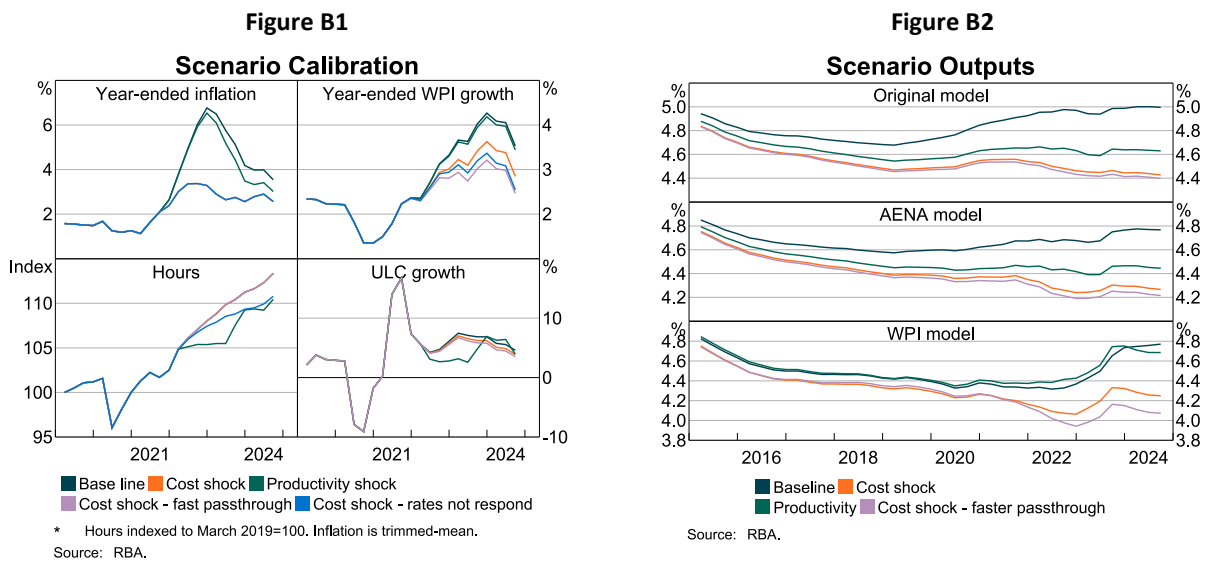 Figure B1
Scenario Calibration
% %
Year-ended inflation Year-ended WPI growth
6 4
4 3
2 2
Index %
Hours ULC growth
110 10
105
100 0
95 -10
2021 2024 2021 2024
Base line Cost shock Productivity shock
Cost shock - fast passthrough Cost shock - rates not respond
* Hours indexed to March 2019=100. Inflation is trimmed-mean.
Source: RBA.
Figure B2
Scenario Outputs
% %
Original model
5.0 5.0
4.8 4.8
4.6 4.6
4.4 4.4
% %
AENA model
4.8 4.8
4.6 4.6
4.4 4.4
4.2 4.2
% %
WPI model
4.8 4.8
4.6 4.6
4.4 4.4
4.2 4.2
4.0 4.0
3.8 3.8
2016 2018 2020 2022 2024
Baseline Cost shock
Productivity Cost shock - faster passthrough
Source: RBA.